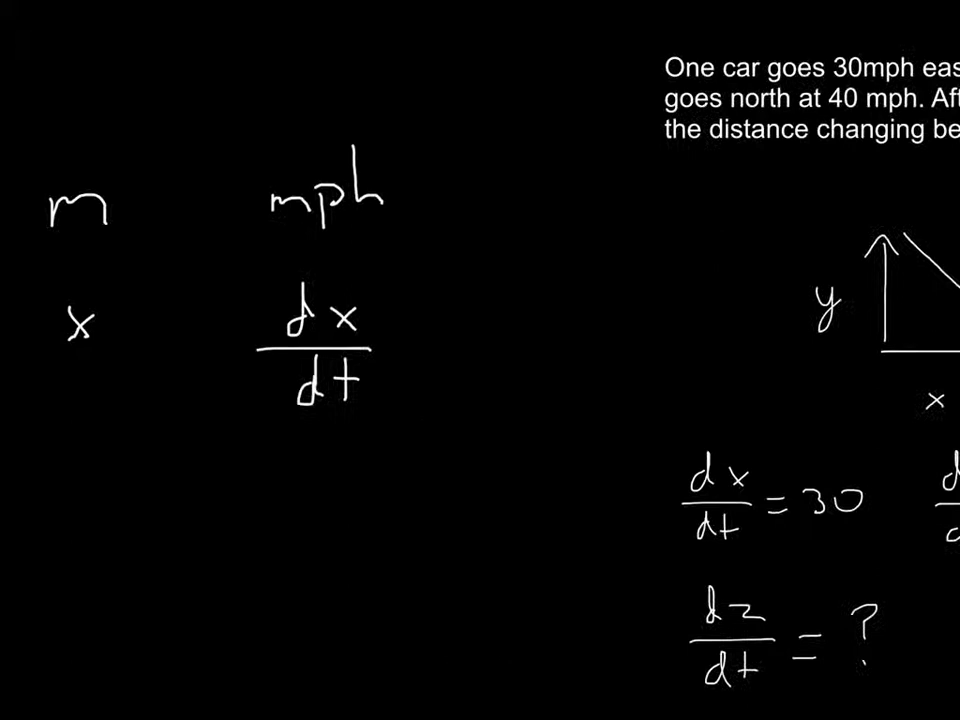 One car goes 30mph eas
goes north at 40 mph. Aft
the distance changing be
m mph
x dx/dt
y
x
dx/dt = 30
dz/dt = ?